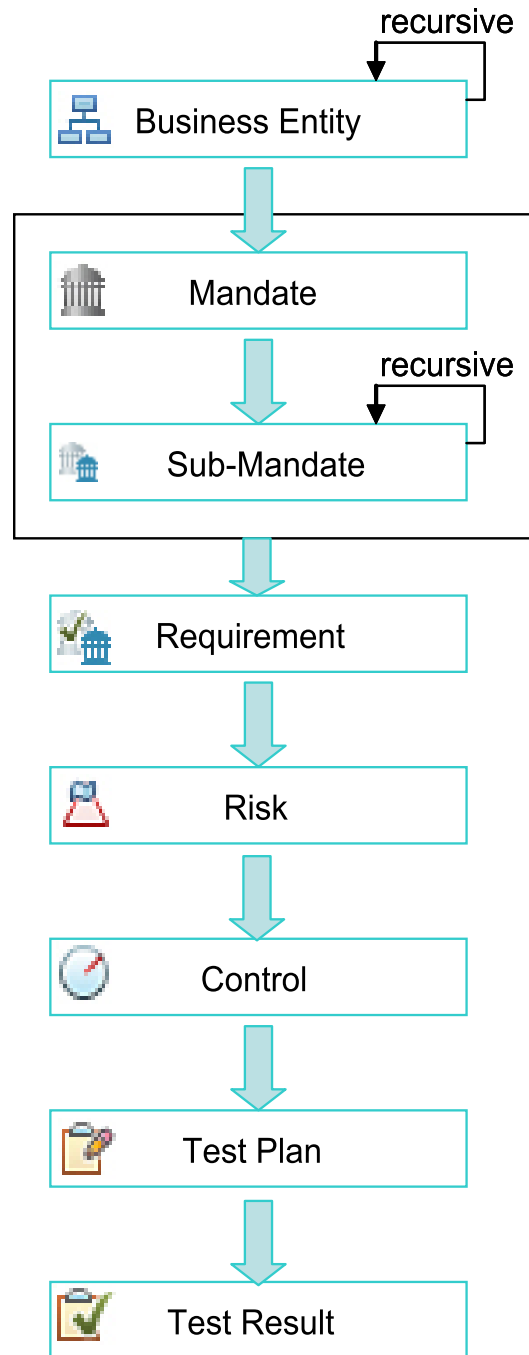 recursive
Business Entity
Mandate
recursive
Sub-Mandate
Requirement
Risk
Control
Test Plan
Test Result